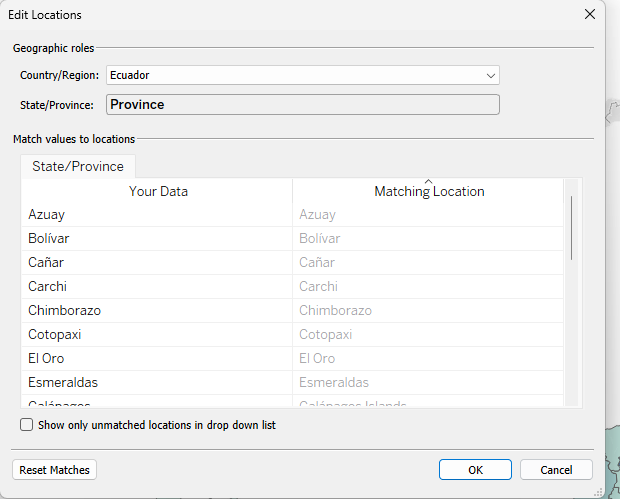 Edit Locations
Geographic roles
Country/Region: Ecuador
State/Province: Province
Match values to locations
State/Province
Your Data Matching Location
Azuay Azuay
Bolívar Bolívar
Cañar Cañar
Carchi Carchi
Chimborazo Chimborazo
Cotopaxi Cotopaxi
El Oro El Oro
Esmeraldas Esmeraldas
Galápagos Galápagos Islands
Show only unmatched locations in drop down list
Reset Matches OK Cancel